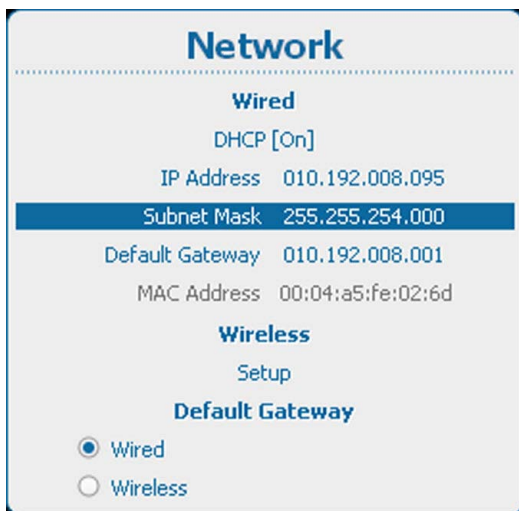 Network
Wired
DHCP [On]
IP Address 010.192.008.095
Subnet Mask 255.255.254.000
Default Gateway 010.192.008.001
MAC Address 00:04:a5:fe:02:6d
Wireless
Setup
Default Gateway
Wired
Wireless